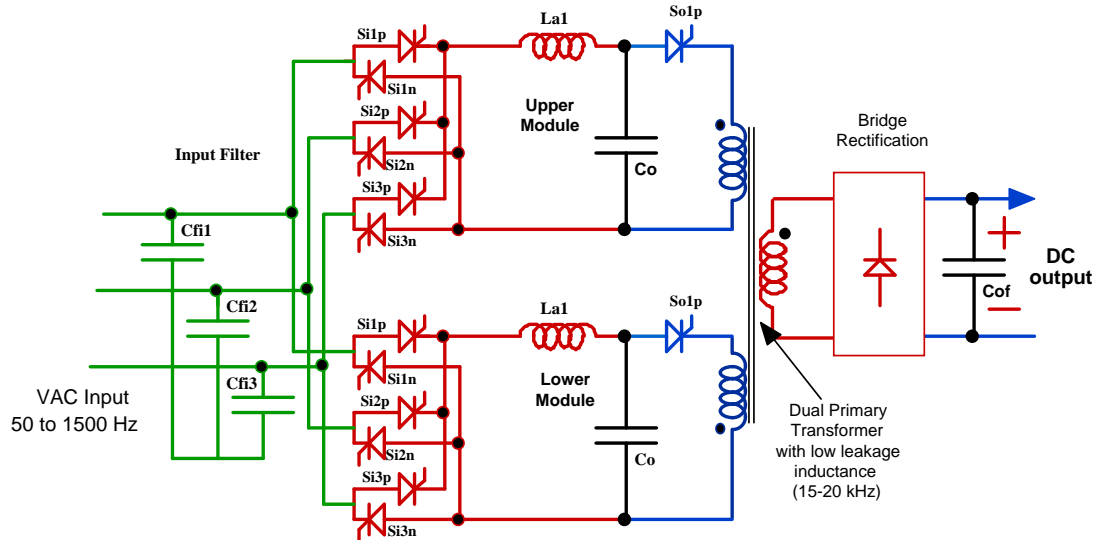 La1
So1p
Si1p
Si1n
Upper
Module
Si2p
Bridge
Rectification
Input Filter
Si2n
Co
Si3p
Si3n
Cfi1
DC
output
Cof
Cfi2
La1
So1p
Si1p
Si1n
Lower
Module
Cfi3
VAC Input
50 to 1500 Hz
Si2p
Si2n
Co
Si3p
Si3n
Dual Primary
Transformer
with low leakage
inductance
(15-20 kHz)